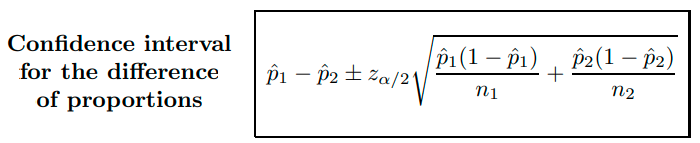 Confidence interval
for the difference
of proportions
p̂₁ − p̂₂ ± z_{α/2} √( p̂₁(1 − p̂₁)/n₁ + p̂₂(1 − p̂₂)/n₂ )